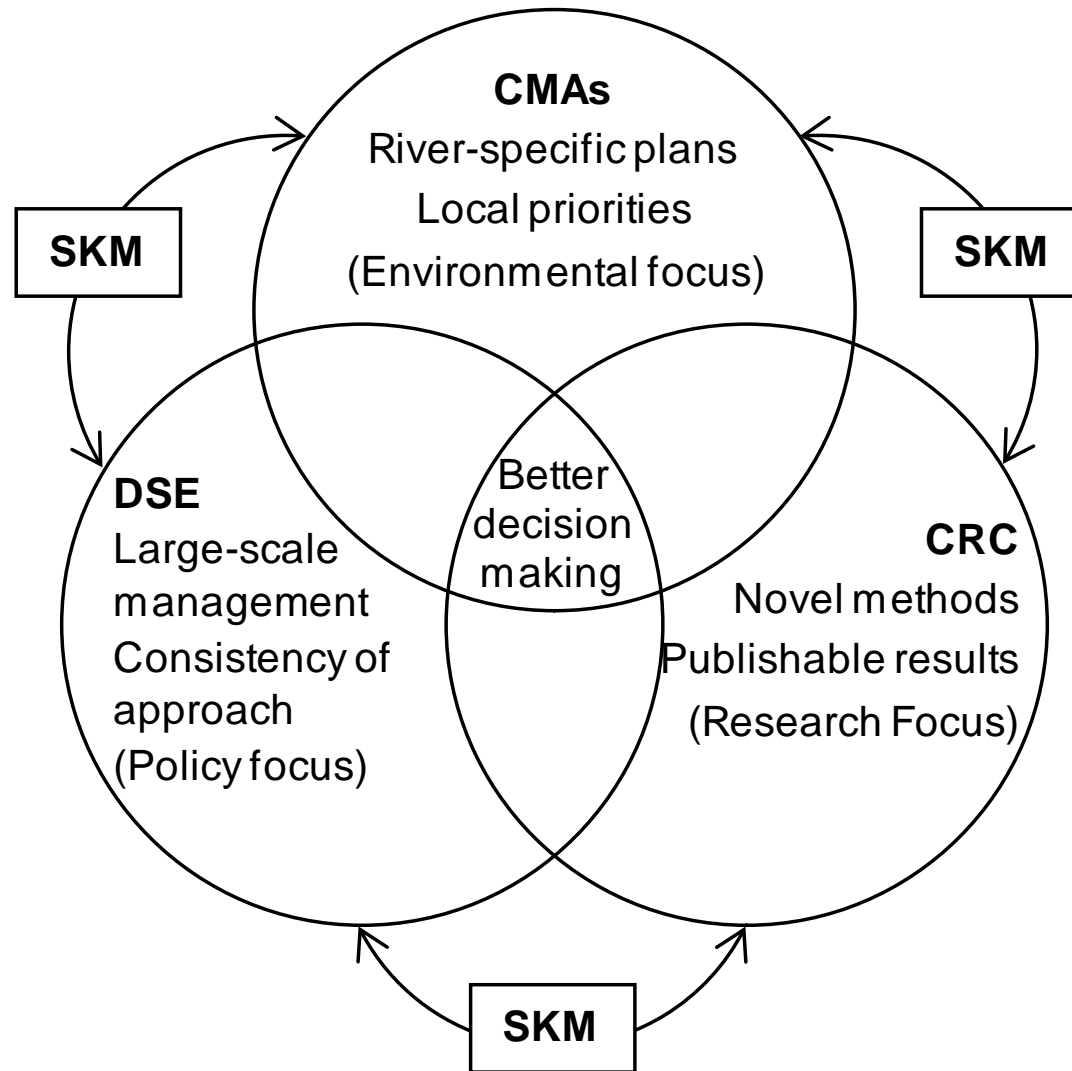 CMAs
River-specific plans
Local priorities
(Environmental focus)
SKM
SKM
Better
decision
making
DSE
Large-scale
management
Consistency of
approach
(Policy focus)
CRC
Novel methods
Publishable results
(Research Focus)
SKM